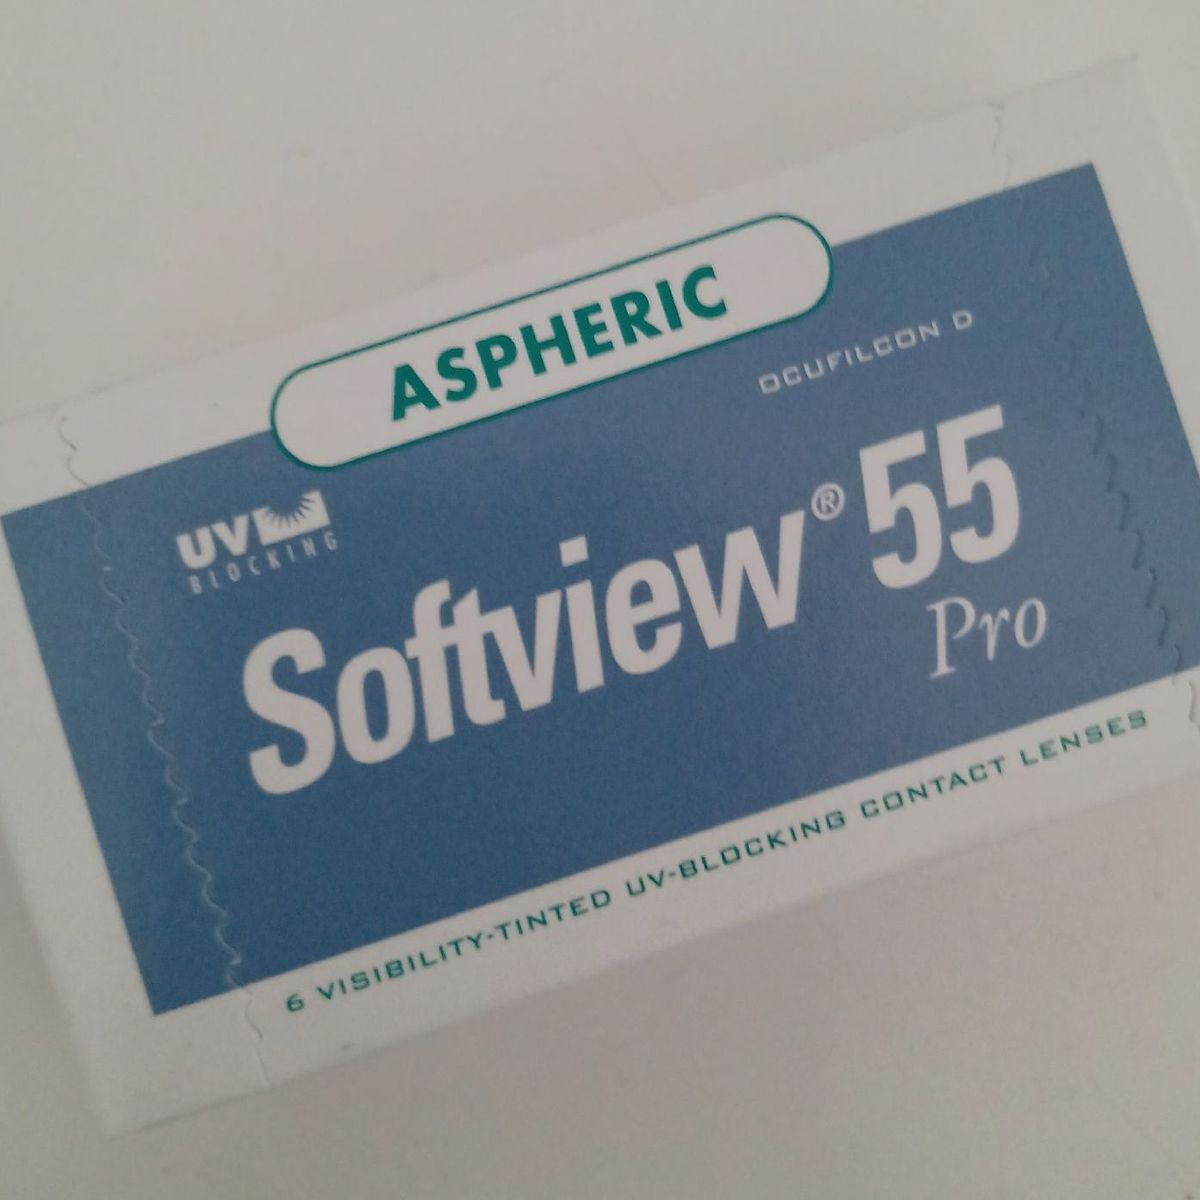 ASPHERIC
OCUFILCON D
UV
BLOCKING
Softview® 55
Pro
6 VISIBILITY-TINTED UV-BLOCKING CONTACT LENSES